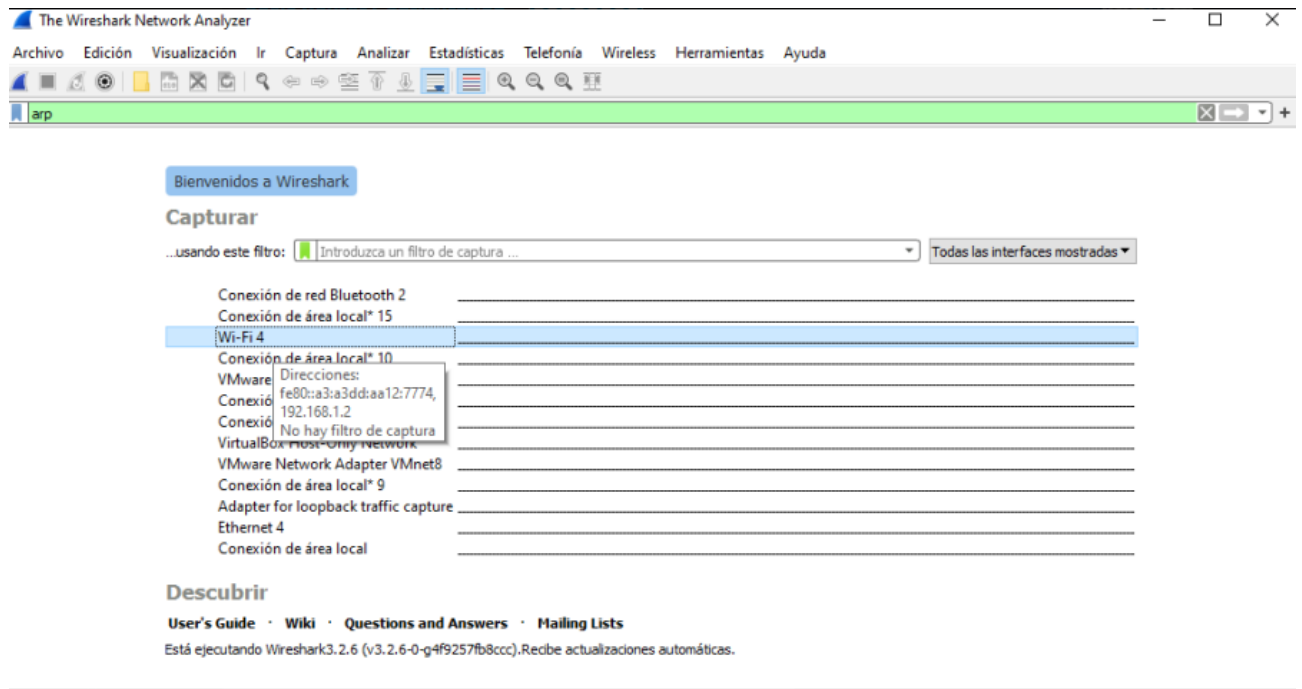 The Wireshark Network Analyzer
Archivo Edición Visualización Ir Captura Analizar Estadísticas Telefonía Wireless Herramientas Ayuda
arp
Bienvenidos a Wireshark
Capturar
...usando este filtro: Introduzca un filtro de captura ... Todas las interfaces mostradas
Conexión de red Bluetooth 2
Conexión de área local* 15
Wi-Fi 4
Conexión de área local* 10
VMware
Direcciones:
fe80::a3:a3dd:aa12:7774,
192.168.1.2
No hay filtro de captura
VirtualBox Host-Only Network
VMware Network Adapter VMnet8
Conexión de área local* 9
Adapter for loopback traffic capture
Ethernet 4
Conexión de área local
Descubrir
User's Guide · Wiki · Questions and Answers · Mailing Lists
Está ejecutando Wireshark3.2.6 (v3.2.6-0-g4f9257fb8ccc).Recibe actualizaciones automáticas.